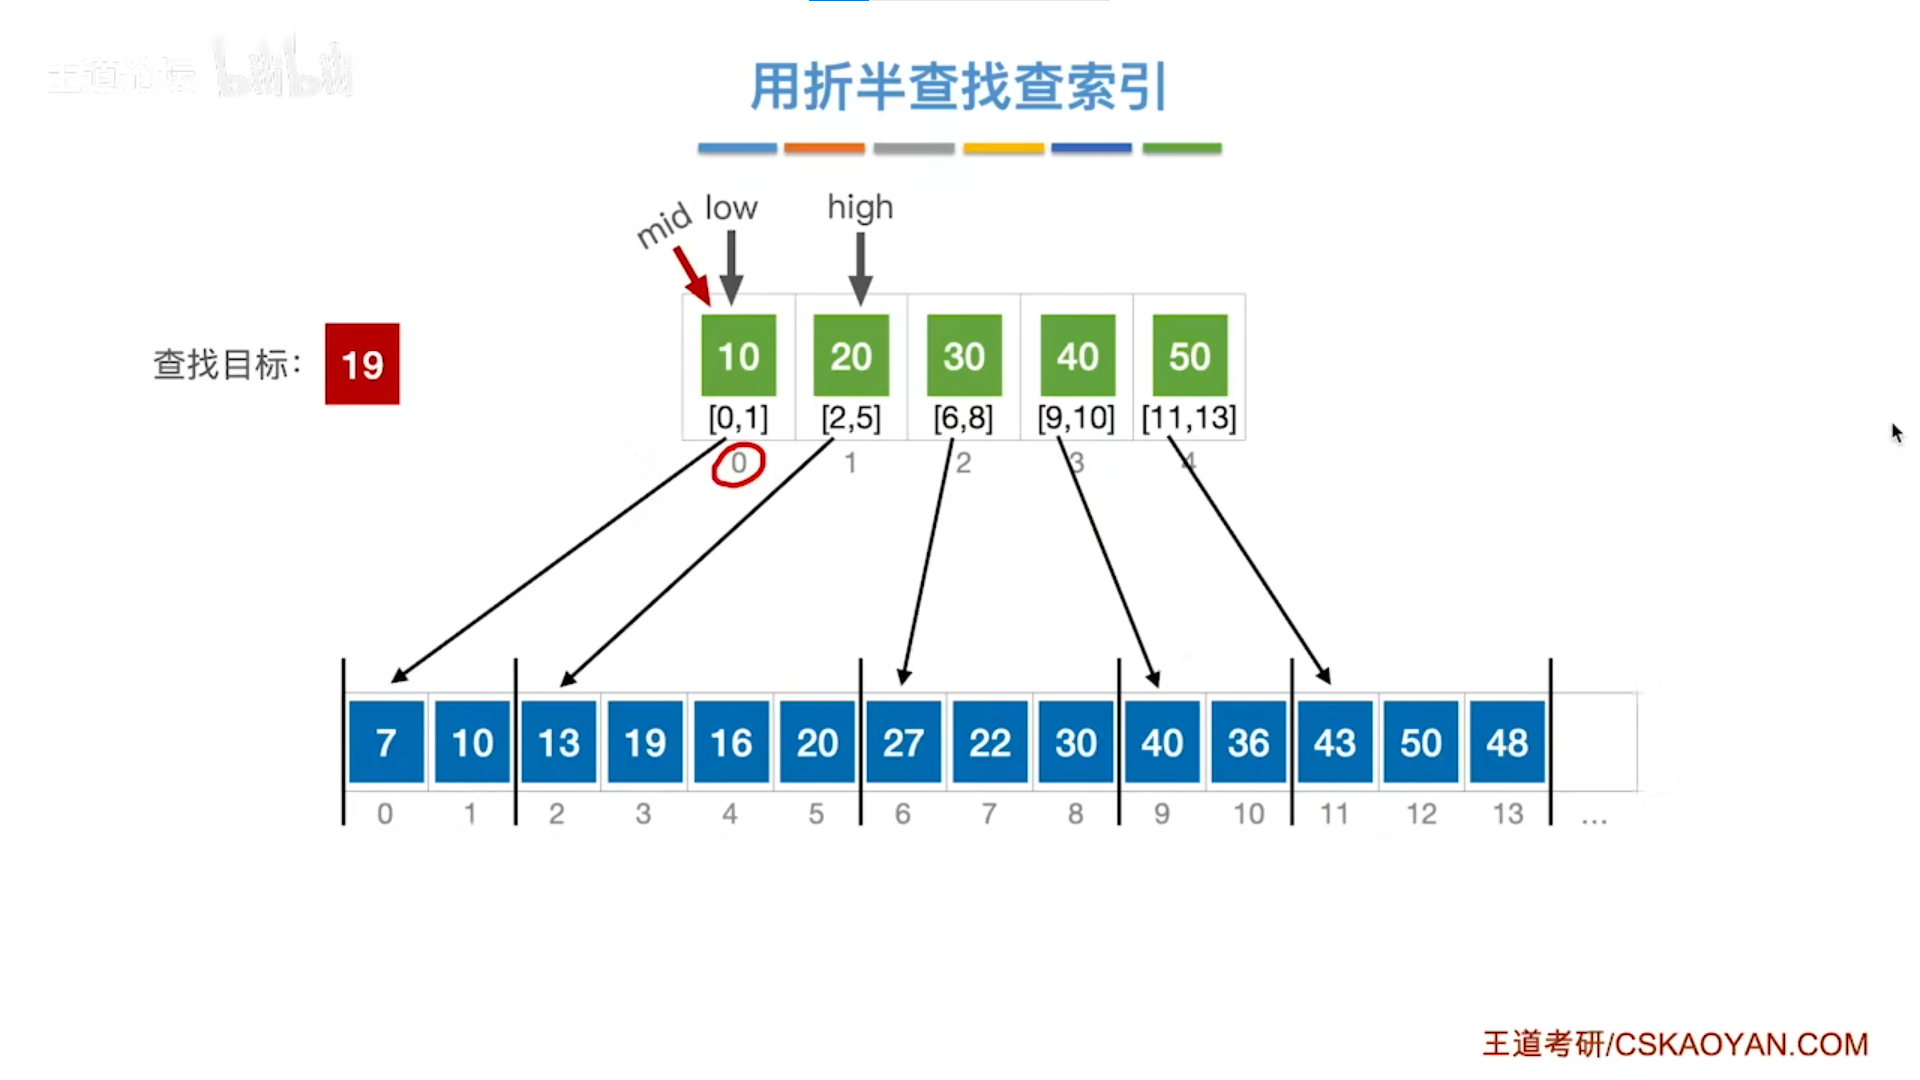 王道论坛 bilibili
用折半查找查索引
mid low high
查找目标： 19
10 20 30 40 50
[0,1] [2,5] [6,8] [9,10] [11,13]
0 1 2 3 4
7 10 13 19 16 20 27 22 30 40 36 43 50 48
0 1 2 3 4 5 6 7 8 9 10 11 12 13 ...
王道考研/CSKAOYAN.COM